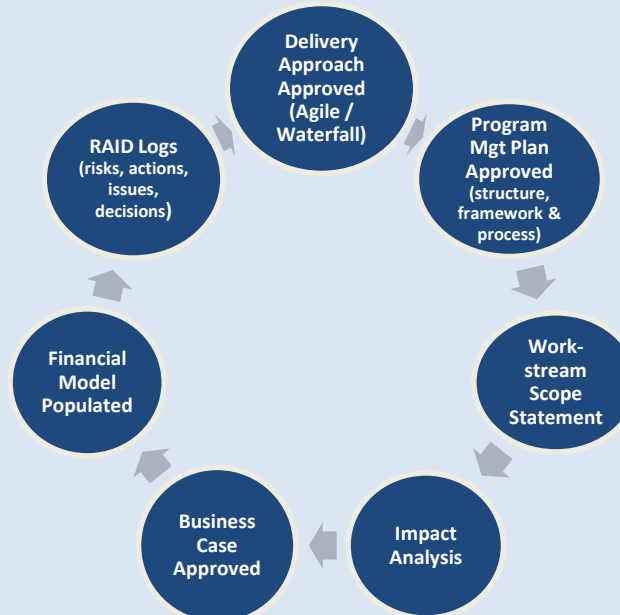 Delivery
Approach
Approved
(Agile /
Waterfall)
Program
Mgt Plan
Approved
(structure,
framework &
process)
Work-
stream
Scope
Statement
Impact
Analysis
Business
Case
Approved
Financial
Model
Populated
RAID Logs
(risks, actions,
issues,
decisions)